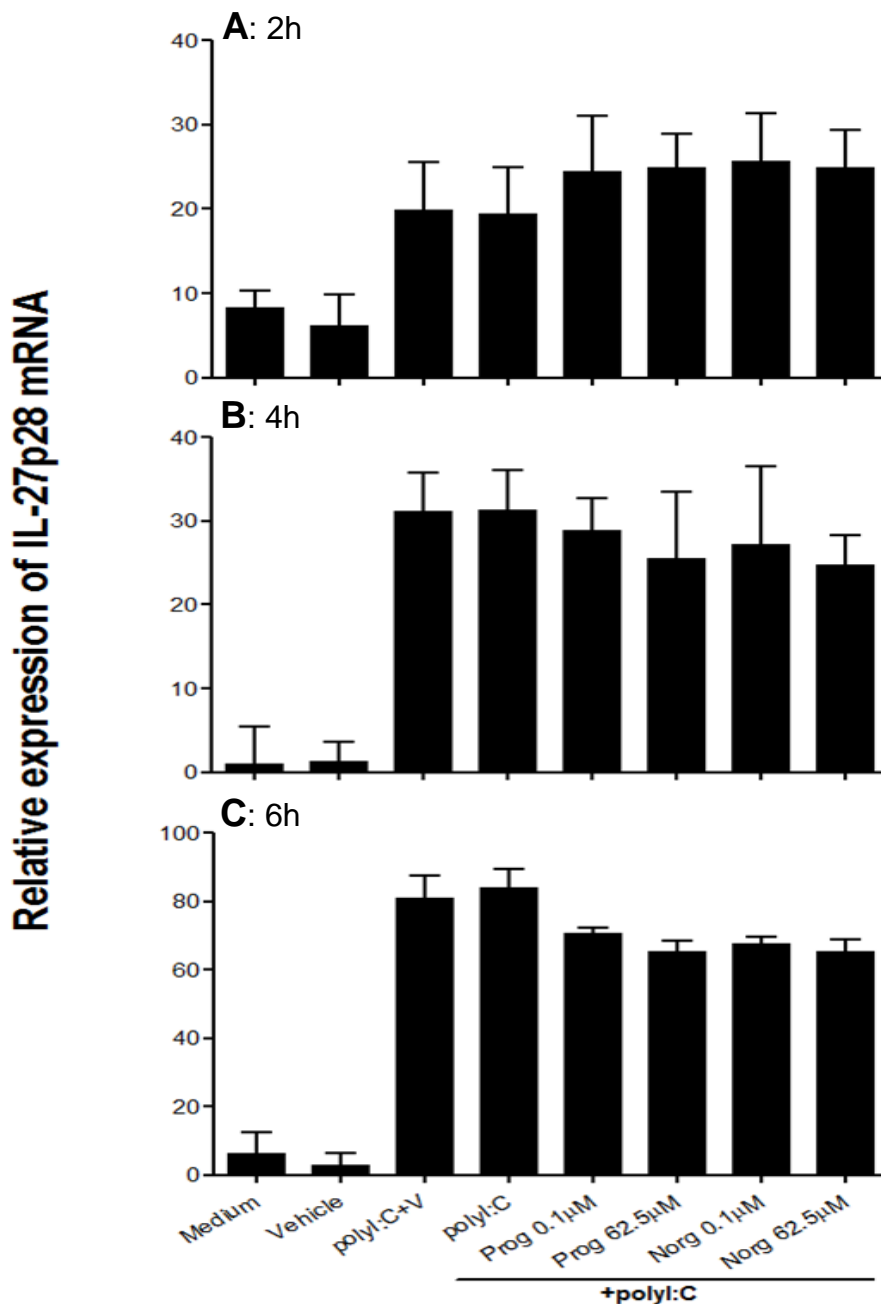 Relative expression of IL-27p28 mRNA
A: 2h
40
30
20
10
0
B: 4h
40
30
20
10
0
C: 6h
100
80
60
40
20
0
Medium
Vehicle
polyI:C+V
polyI:C
Prog 0.1µM
Prog 62.5µM
Norg 0.1µM
Norg 62.5µM
+polyI:C